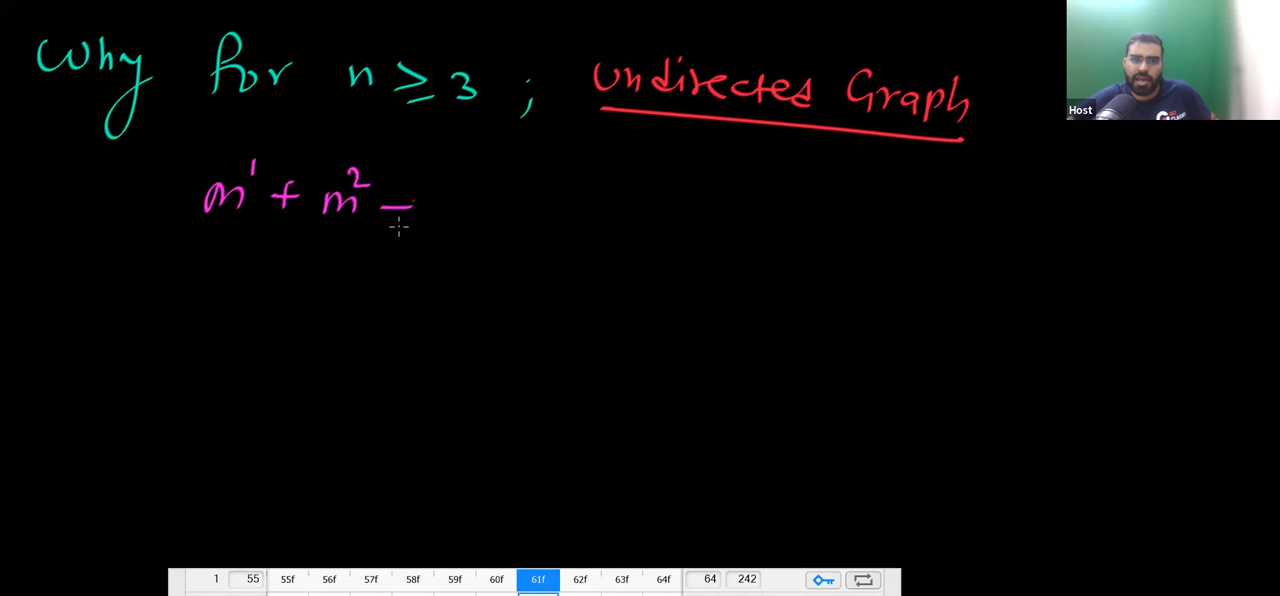 Why for n ≥ 3 ; Undirectes Graph
Host
m¹ + m² –
1 55 55f 56f 57f 58f 59f 60f 61f 62f 63f 64f 64 242